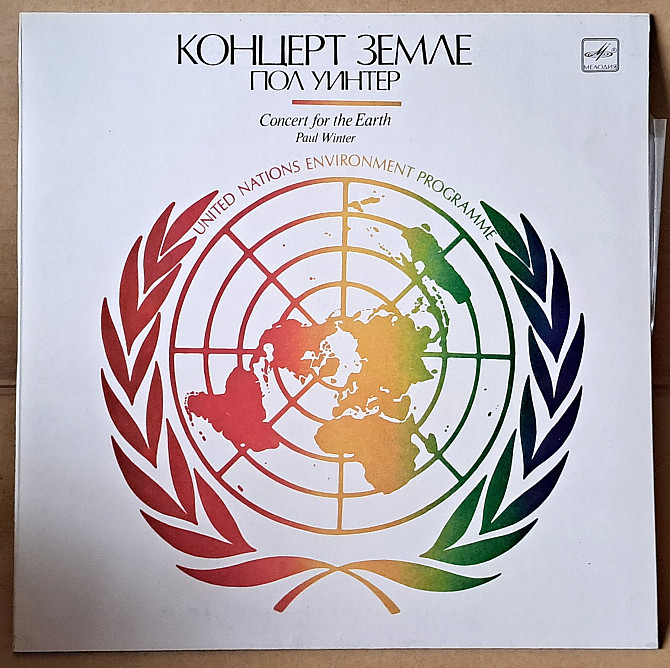 КОНЦЕРТ ЗЕМЛЕ
ПОЛ УИНТЕР
МЕЛОДИЯ
Concert for the Earth
Paul Winter
UNITED NATIONS ENVIRONMENT PROGRAMME